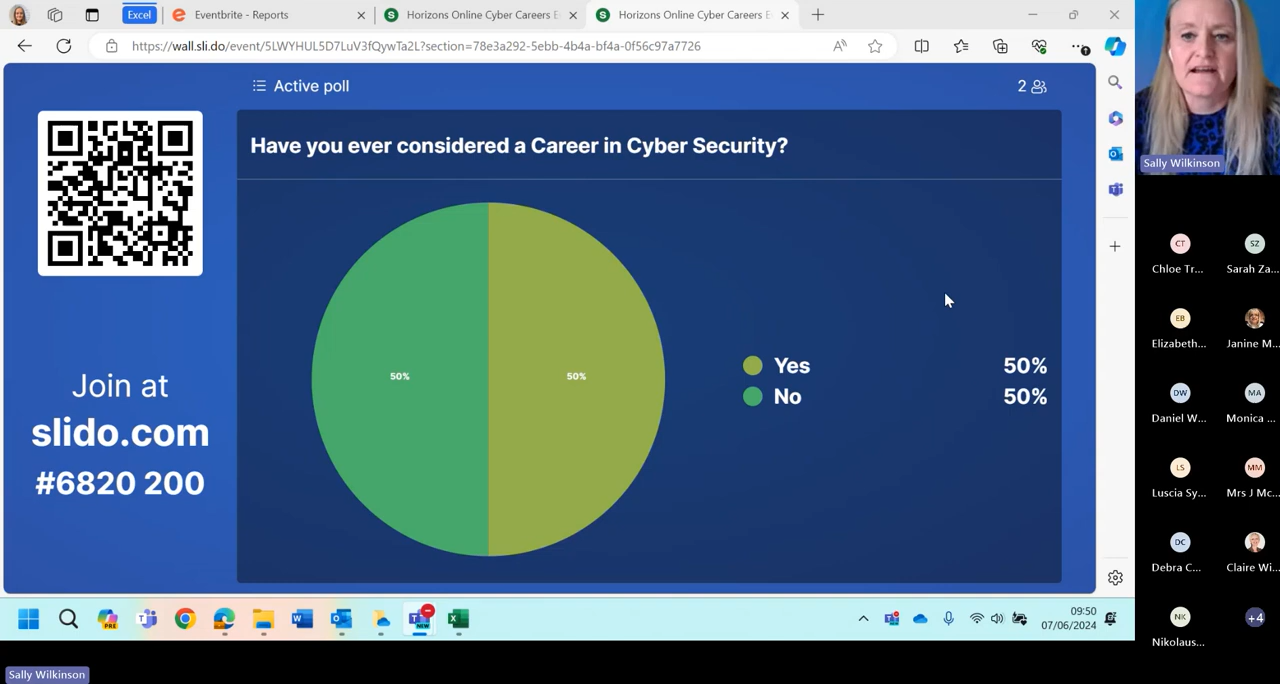 Excel
Eventbrite - Reports
Horizons Online Cyber Careers E
Horizons Online Cyber Careers E
https://wall.sli.do/event/5LWYHUL5D7LuV3fQywTa2L?section=78e3a292-5ebb-4b4a-bf4a-0f56c97a7726
Active poll
2
Have you ever considered a Career in Cyber Security?
50%
50%
Yes 50%
No 50%
Join at
slido.com
#6820 200
Sally Wilkinson
CT
SZ
Chloe Tr...
Sarah Za...
EB
Elizabeth...
Janine M...
DW
MA
Daniel W...
Monica ...
LS
MM
Luscia Sy...
Mrs J Mc...
DC
Debra C...
Claire Wi...
NK
+4
Nikolaus...
PRE
NEW
09:50
07/06/2024
Sally Wilkinson